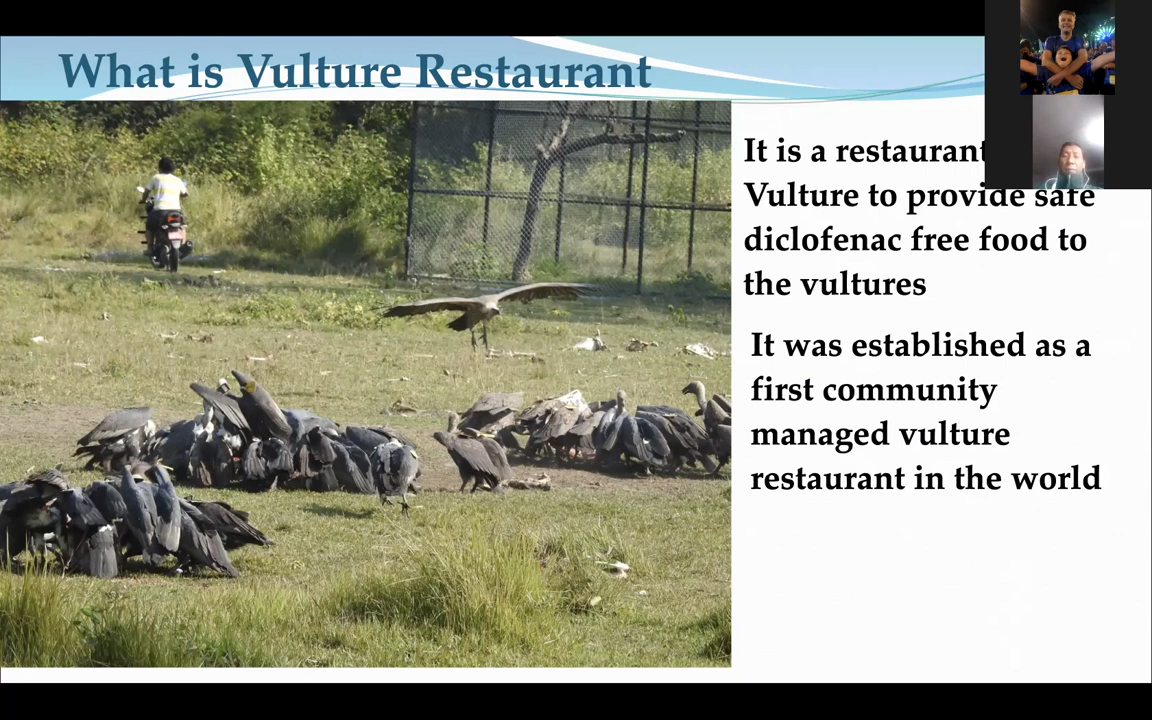 What is Vulture Restaurant
It is a restaurant
Vulture to provide safe
diclofenac free food to
the vultures
It was established as a
first community
managed vulture
restaurant in the world